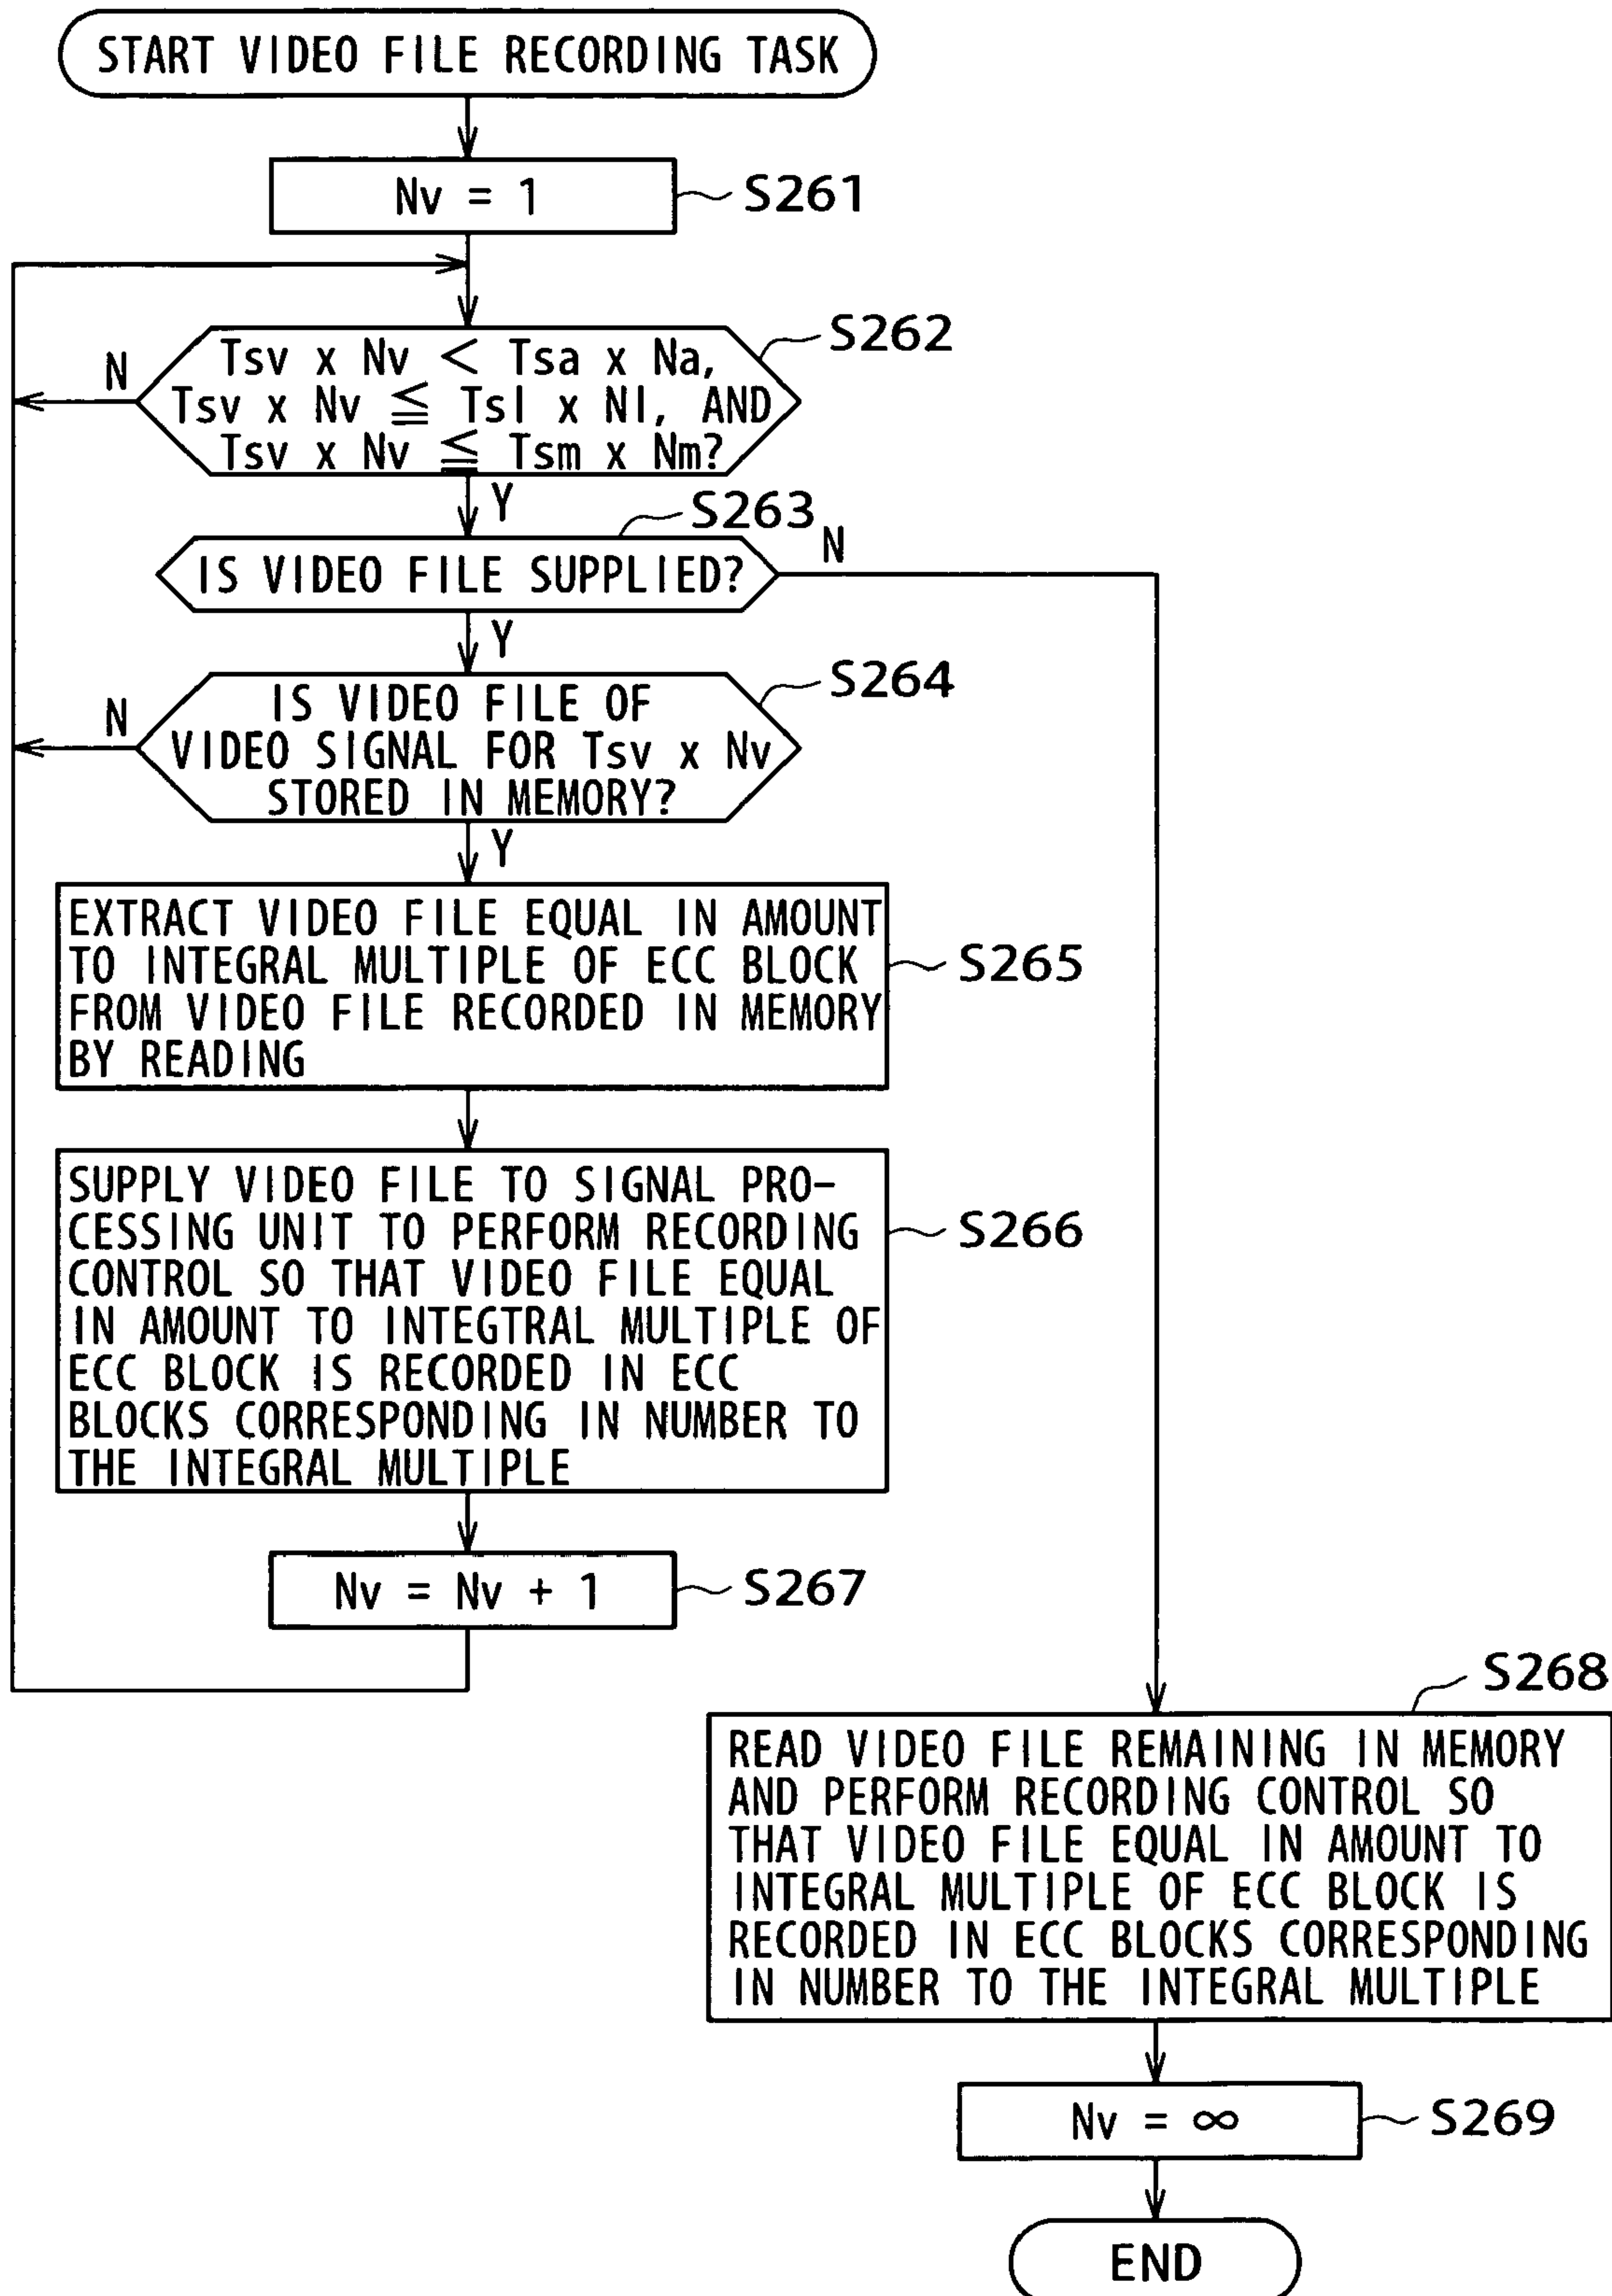 START VIDEO FILE RECORDING TASK
Nv = 1
S261
S262
Tsv x Nv < Tsa x Na,
Tsv x Nv ≦ Tsl x Nl, AND
Tsv x Nv ≦ Tsm x Nm?
N
Y
S263
IS VIDEO FILE SUPPLIED?
N
Y
S264
IS VIDEO FILE OF
VIDEO SIGNAL FOR Tsv x Nv
STORED IN MEMORY?
N
Y
EXTRACT VIDEO FILE EQUAL IN AMOUNT
TO INTEGRAL MULTIPLE OF ECC BLOCK
FROM VIDEO FILE RECORDED IN MEMORY
BY READING
S265
SUPPLY VIDEO FILE TO SIGNAL PRO-
CESSING UNIT TO PERFORM RECORDING
CONTROL SO THAT VIDEO FILE EQUAL
IN AMOUNT TO INTEGTRAL MULTIPLE OF
ECC BLOCK IS RECORDED IN ECC
BLOCKS CORRESPONDING IN NUMBER TO
THE INTEGRAL MULTIPLE
S266
Nv = Nv + 1
S267
S268
READ VIDEO FILE REMAINING IN MEMORY
AND PERFORM RECORDING CONTROL SO
THAT VIDEO FILE EQUAL IN AMOUNT TO
INTEGRAL MULTIPLE OF ECC BLOCK IS
RECORDED IN ECC BLOCKS CORRESPONDING
IN NUMBER TO THE INTEGRAL MULTIPLE
Nv = ∞
S269
END